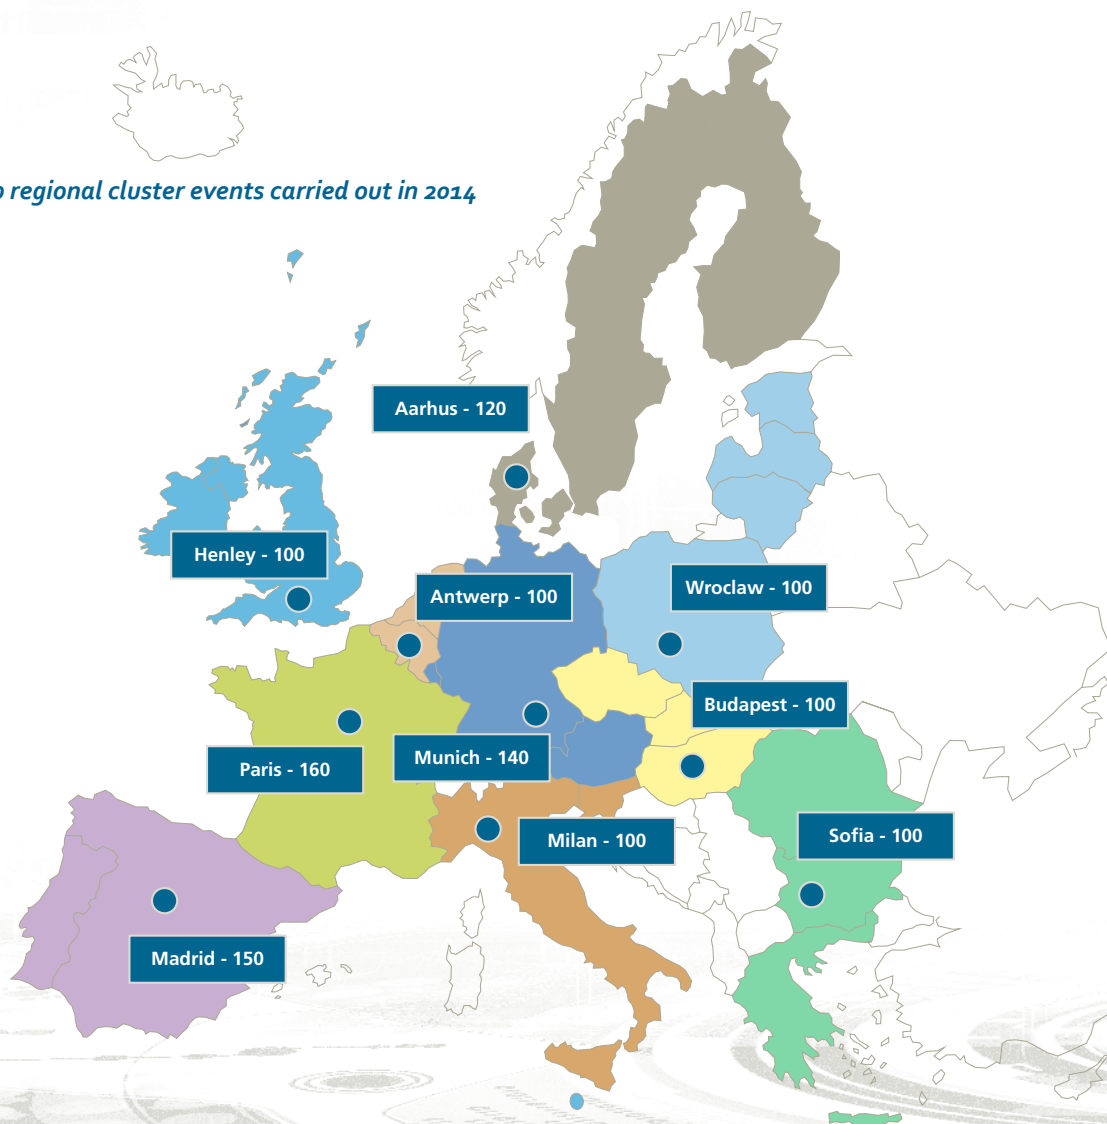 regional cluster events carried out in 2014
Aarhus - 120
Henley - 100
Antwerp - 100
Wroclaw - 100
Budapest - 100
Paris - 160
Munich - 140
Milan - 100
Sofia - 100
Madrid - 150